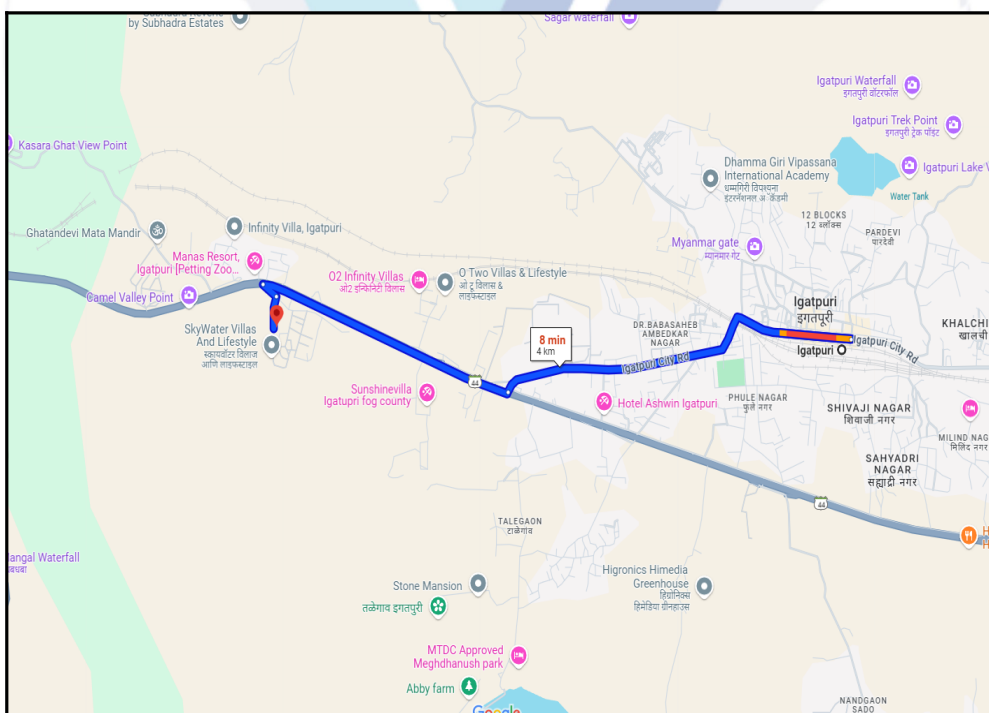 by Subhadra Estates
Sagar waterfall
Igatpuri Waterfall
इगतपुरी वॉटरफॉल
Igatpuri Trek Point
इगतपुरी ट्रेक पॉइंट
Kasara Ghat View Point
Dhamma Giri Vipassana
International Academy
धम्मगिरी विपश्यना
इंटरनॅशनल अॅकॅडमी
Igatpuri Lake V
Water Tank
12 BLOCKS
12 ब्लॉक्स
PARDEVI
पारदेवी
Ghatandevi Mata Mandir
Infinity Villa, Igatpuri
Myanmar gate
म्यानमार गेट
Manas Resort,
Igatpuri [Petting Zoo...
O2 Infinity Villas
ओ2 इन्फिनिटी विलास
O Two Villas & Lifestyle
ओ टू विलास &
लाइफस्टाइल
Camel Valley Point
Igatpuri
इगतपूरी
SkyWater Villas
And Lifestyle
स्कायवॉटर विलाज
आणि लाइफस्टाइल
DR.BABASAHEB
AMBEDKAR
NAGAR
KHALCHI
खालची
8 min
4 km
Igatpuri City Rd
Igatpuri
Igatpuri City Rd
44
Sunshinevilla
Igatupri fog county
Hotel Ashwin Igatpuri
PHULE NAGAR
फुले नगर
SHIVAJI NAGAR
शिवाजी नगर
MILIND NAG
मिलिंद नगर
SAHYADRI
NAGAR
सह्याद्री नगर
44
TALEGAON
टाळेगांव
H
H
angal Waterfall
Stone Mansion
तळेगाव इगतपुरी
Higronics Himedia
Greenhouse
हिग्रोनिक्स
हिमेडिया ग्रीनहाउस
MTDC Approved
Meghdhanush park
Abby farm
Google
NANDGAON
SADO